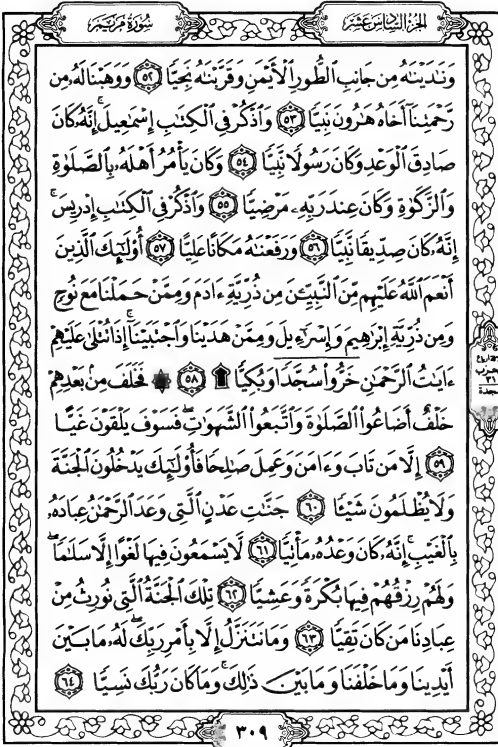 الجزء السادس عشر
سورة مريم
وَنَٰدَيْنَٰهُ مِن جَانِبِ ٱلطُّورِ ٱلْأَيْمَنِ وَقَرَّبْنَٰهُ نَجِيًّا ٥٢ وَوَهَبْنَا لَهُۥ مِن
رَّحْمَتِنَآ أَخَاهُ هَٰرُونَ نَبِيًّا ٥٣ وَٱذْكُرْ فِى ٱلْكِتَٰبِ إِسْمَٰعِيلَ ۚ إِنَّهُۥ كَانَ
صَادِقَ ٱلْوَعْدِ وَكَانَ رَسُولًا نَّبِيًّا ٥٤ وَكَانَ يَأْمُرُ أَهْلَهُۥ بِٱلصَّلَوٰةِ
وَٱلزَّكَوٰةِ وَكَانَ عِندَ رَبِّهِۦ مَرْضِيًّا ٥٥ وَٱذْكُرْ فِى ٱلْكِتَٰبِ إِدْرِيسَ ۚ
إِنَّهُۥ كَانَ صِدِّيقًا نَّبِيًّا ٥٦ وَرَفَعْنَٰهُ مَكَانًا عَلِيًّا ٥٧ أُو۟لَٰٓئِكَ ٱلَّذِينَ
أَنْعَمَ ٱللَّهُ عَلَيْهِم مِّنَ ٱلنَّبِيِّۦنَ مِن ذُرِّيَّةِ ءَادَمَ وَمِمَّنْ حَمَلْنَا مَعَ نُوحٍ
وَمِن ذُرِّيَّةِ إِبْرَٰهِيمَ وَإِسْرَٰٓءِيلَ وَمِمَّنْ هَدَيْنَا وَٱجْتَبَيْنَآ ۚ إِذَا تُتْلَىٰ عَلَيْهِمْ
ءَايَٰتُ ٱلرَّحْمَٰنِ خَرُّوا۟ سُجَّدًا وَبُكِيًّا ۩ ٥٨ ۞ فَخَلَفَ مِنۢ بَعْدِهِمْ
خَلْفٌ أَضَاعُوا۟ ٱلصَّلَوٰةَ وَٱتَّبَعُوا۟ ٱلشَّهَوَٰتِ ۖ فَسَوْفَ يَلْقَوْنَ غَيًّا
٥٩ إِلَّا مَن تَابَ وَءَامَنَ وَعَمِلَ صَٰلِحًا فَأُو۟لَٰٓئِكَ يَدْخُلُونَ ٱلْجَنَّةَ
وَلَا يُظْلَمُونَ شَيْـًٔا ٦٠ جَنَّٰتِ عَدْنٍ ٱلَّتِى وَعَدَ ٱلرَّحْمَٰنُ عِبَادَهُۥ
بِٱلْغَيْبِ ۚ إِنَّهُۥ كَانَ وَعْدُهُۥ مَأْتِيًّا ٦١ لَّا يَسْمَعُونَ فِيهَا لَغْوًا إِلَّا سَلَٰمًا ۖ
وَلَهُمْ رِزْقُهُمْ فِيهَا بُكْرَةً وَعَشِيًّا ٦٢ تِلْكَ ٱلْجَنَّةُ ٱلَّتِى نُورِثُ مِنْ
عِبَادِنَا مَن كَانَ تَقِيًّا ٦٣ وَمَا نَتَنَزَّلُ إِلَّا بِأَمْرِ رَبِّكَ ۖ لَهُۥ مَا بَيْنَ
أَيْدِينَا وَمَا خَلْفَنَا وَمَا بَيْنَ ذَٰلِكَ ۚ وَمَا كَانَ رَبُّكَ نَسِيًّا ٦٤
حزب
٣١
سجدة
٣٠٩